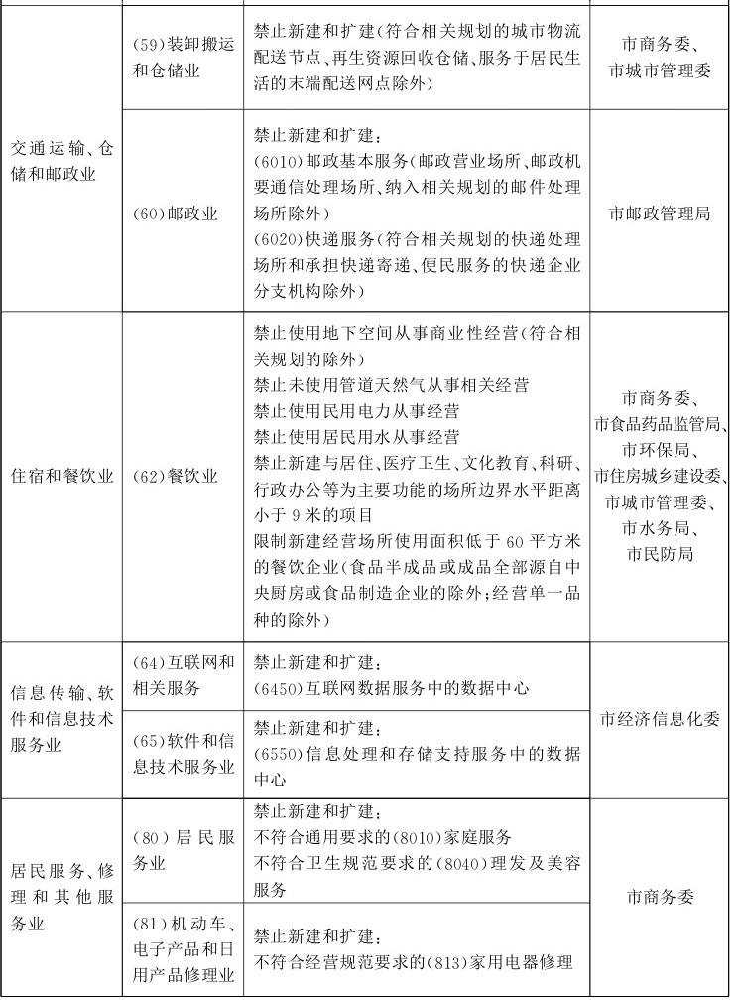 交通运输、仓
储和邮政业
(59)装卸搬运
和仓储业
禁止新建和扩建(符合相关规划的城市物流
配送节点、再生资源回收仓储、服务于居民生
活的末端配送网点除外)
市商务委、
市城市管理委
(60)邮政业
禁止新建和扩建:
(6010)邮政基本服务(邮政营业场所、邮政机
要通信处理场所、纳入相关规划的邮件处理
场所除外)
(6020)快递服务(符合相关规划的快递处理
场所和承担快递寄递、便民服务的快递企业
分支机构除外)
市邮政管理局
住宿和餐饮业
(62)餐饮业
禁止使用地下空间从事商业性经营(符合相
关规划的除外)
禁止未使用管道天然气从事相关经营
禁止使用民用电力从事经营
禁止使用居民用水从事经营
禁止新建与居住、医疗卫生、文化教育、科研、
行政办公等为主要功能的场所边界水平距离
小于9米的项目
限制新建经营场所使用面积低于60平方米
的餐饮企业(食品半成品或成品全部源自中
央厨房或食品制造企业的除外;经营单一品
种的除外)
市商务委、
市食品药品监管局、
市环保局、
市住房城乡建设委、
市城市管理委、
市水务局、
市民防局
信息传输、软
件和信息技术
服务业
(64)互联网和
相关服务
禁止新建和扩建:
(6450)互联网数据服务中的数据中心
(65)软件和信
息技术服务业
禁止新建和扩建:
(6550)信息处理和存储支持服务中的数据
中心
市经济信息化委
居民服务、修
理和其他服
务业
(80)居民服
务业
禁止新建和扩建:
不符合通用要求的(8010)家庭服务
不符合卫生规范要求的(8040)理发及美容
服务
(81)机动车、
电子产品和日
用产品修理业
禁止新建和扩建:
不符合经营规范要求的(813)家用电器修理
市商务委